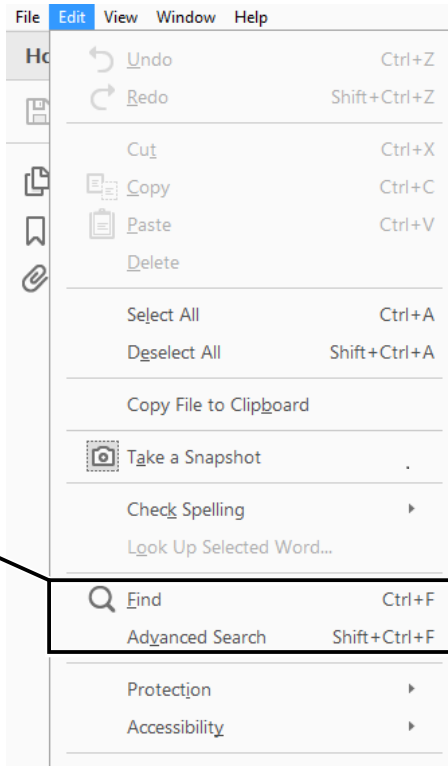 File Edit View Window Help
Ho
Undo Ctrl+Z
Redo Shift+Ctrl+Z
Cut Ctrl+X
Copy Ctrl+C
Paste Ctrl+V
Delete
Select All Ctrl+A
Deselect All Shift+Ctrl+A
Copy File to Clipboard
Take a Snapshot
Check Spelling
Look Up Selected Word...
Find Ctrl+F
Advanced Search Shift+Ctrl+F
Protection
Accessibility